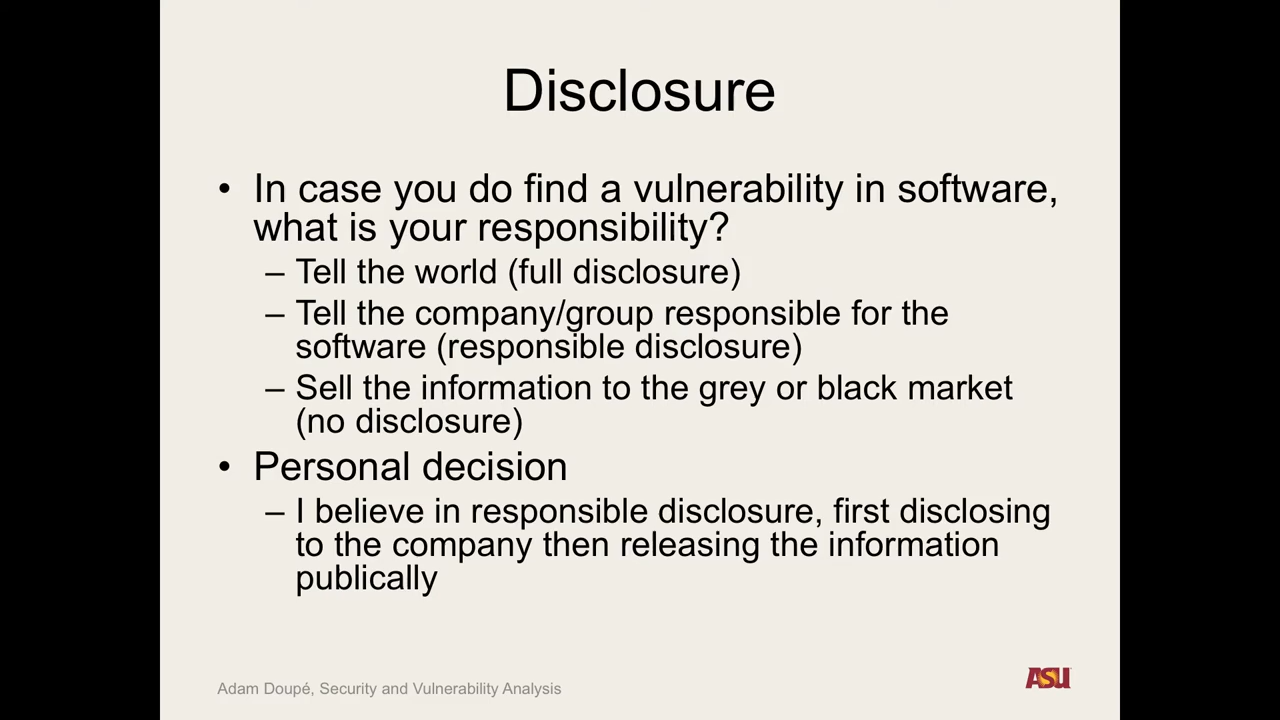 Disclosure
• In case you do find a vulnerability in software,
what is your responsibility?
– Tell the world (full disclosure)
– Tell the company/group responsible for the
software (responsible disclosure)
– Sell the information to the grey or black market
(no disclosure)
• Personal decision
– I believe in responsible disclosure, first disclosing
to the company then releasing the information
publically
Adam Doupé, Security and Vulnerability Analysis
ASU